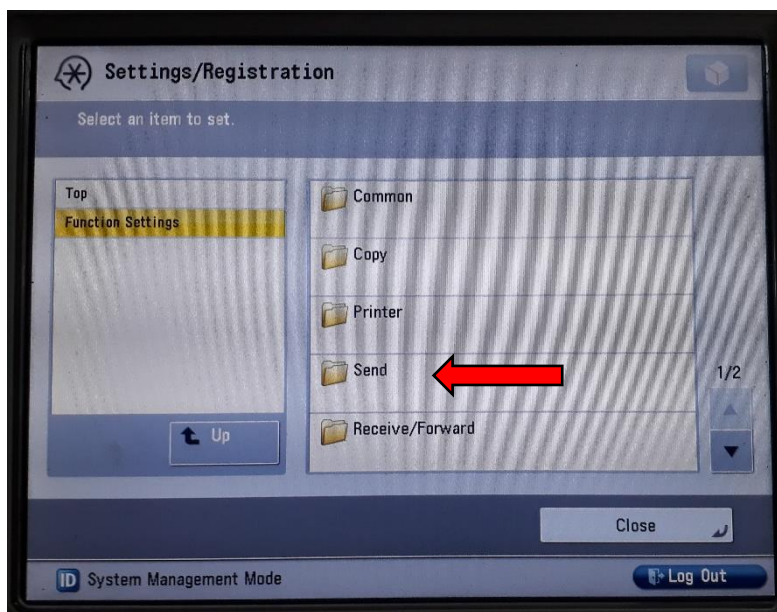 Settings/Registration
Select an item to set.
Top
Function Settings
Up
Common
Copy
Printer
Send
Receive/Forward
1/2
Close
ID System Management Mode
Log Out